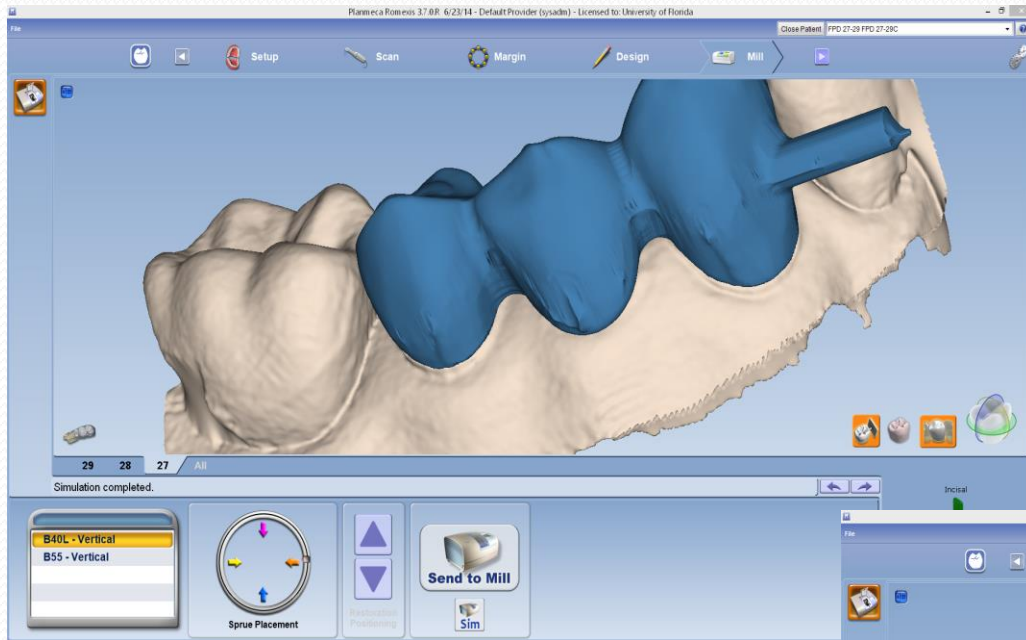 Planmeca Romexis 3.7.0.R 6/23/14 - Default Provider (sysadm) - Licensed to: University of Florida
File
Close Patient FPD 27-29 FPD 27-29C
Setup Scan Margin Design Mill
29 28 27 All
Simulation completed.
Incisal
B40L - Vertical
B55 - Vertical
Sprue Placement
Restoration
Positioning
Send to Mill
Sim
File